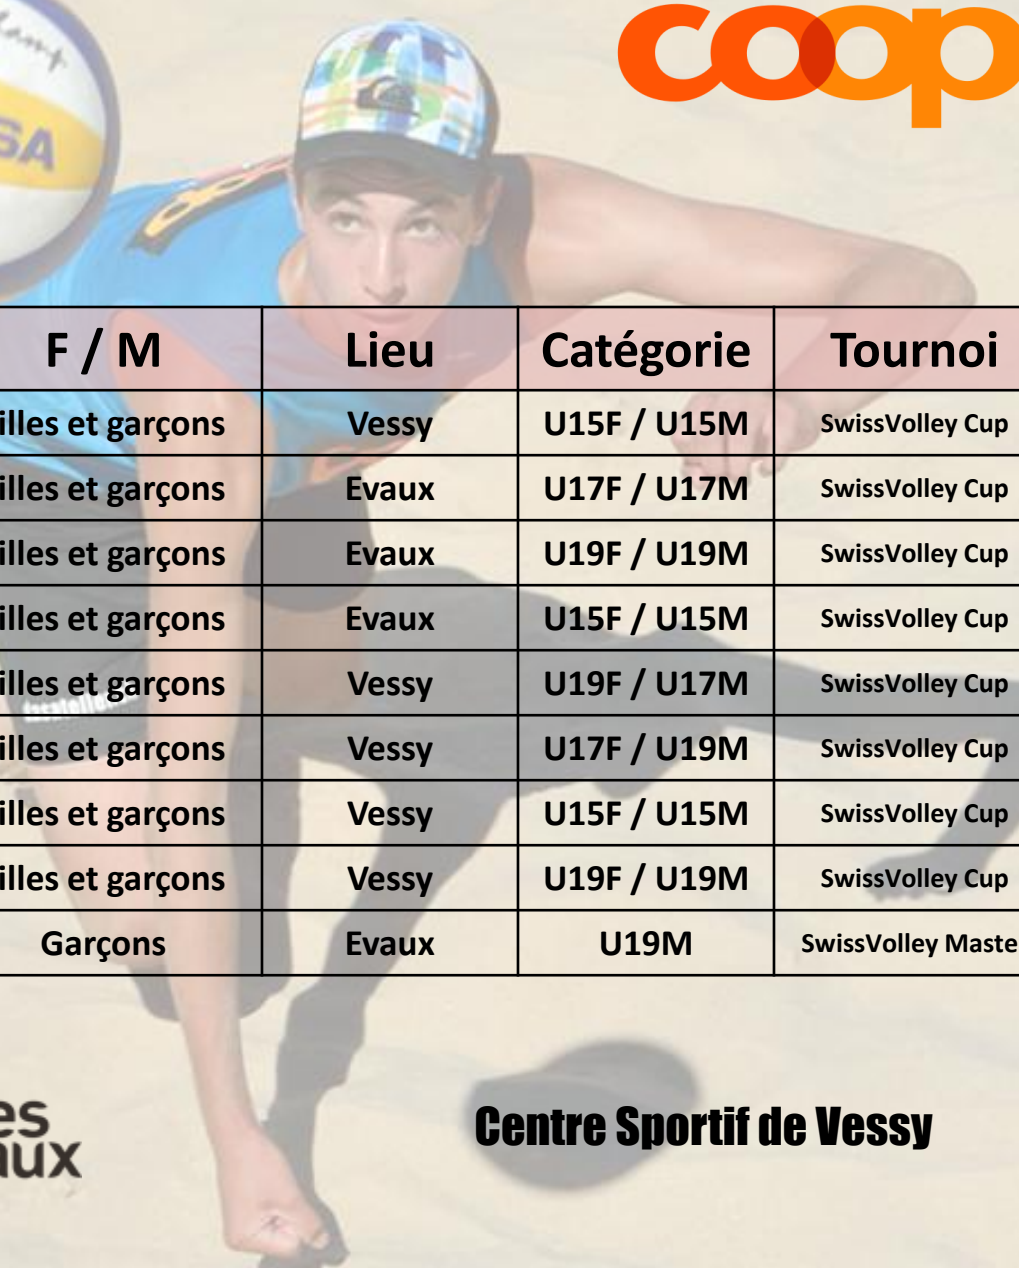 coop
SA
F / M Lieu Catégorie Tournoi
illes et garçons Vessy U15F / U15M SwissVolley Cup
illes et garçons Evaux U17F / U17M SwissVolley Cup
illes et garçons Evaux U19F / U19M SwissVolley Cup
illes et garçons Evaux U15F / U15M SwissVolley Cup
illes et garçons Vessy U19F / U17M SwissVolley Cup
illes et garçons Vessy U17F / U19M SwissVolley Cup
illes et garçons Vessy U15F / U15M SwissVolley Cup
illes et garçons Vessy U19F / U19M SwissVolley Cup
Garçons Evaux U19M SwissVolley Maste
es
aux
Centre Sportif de Vessy